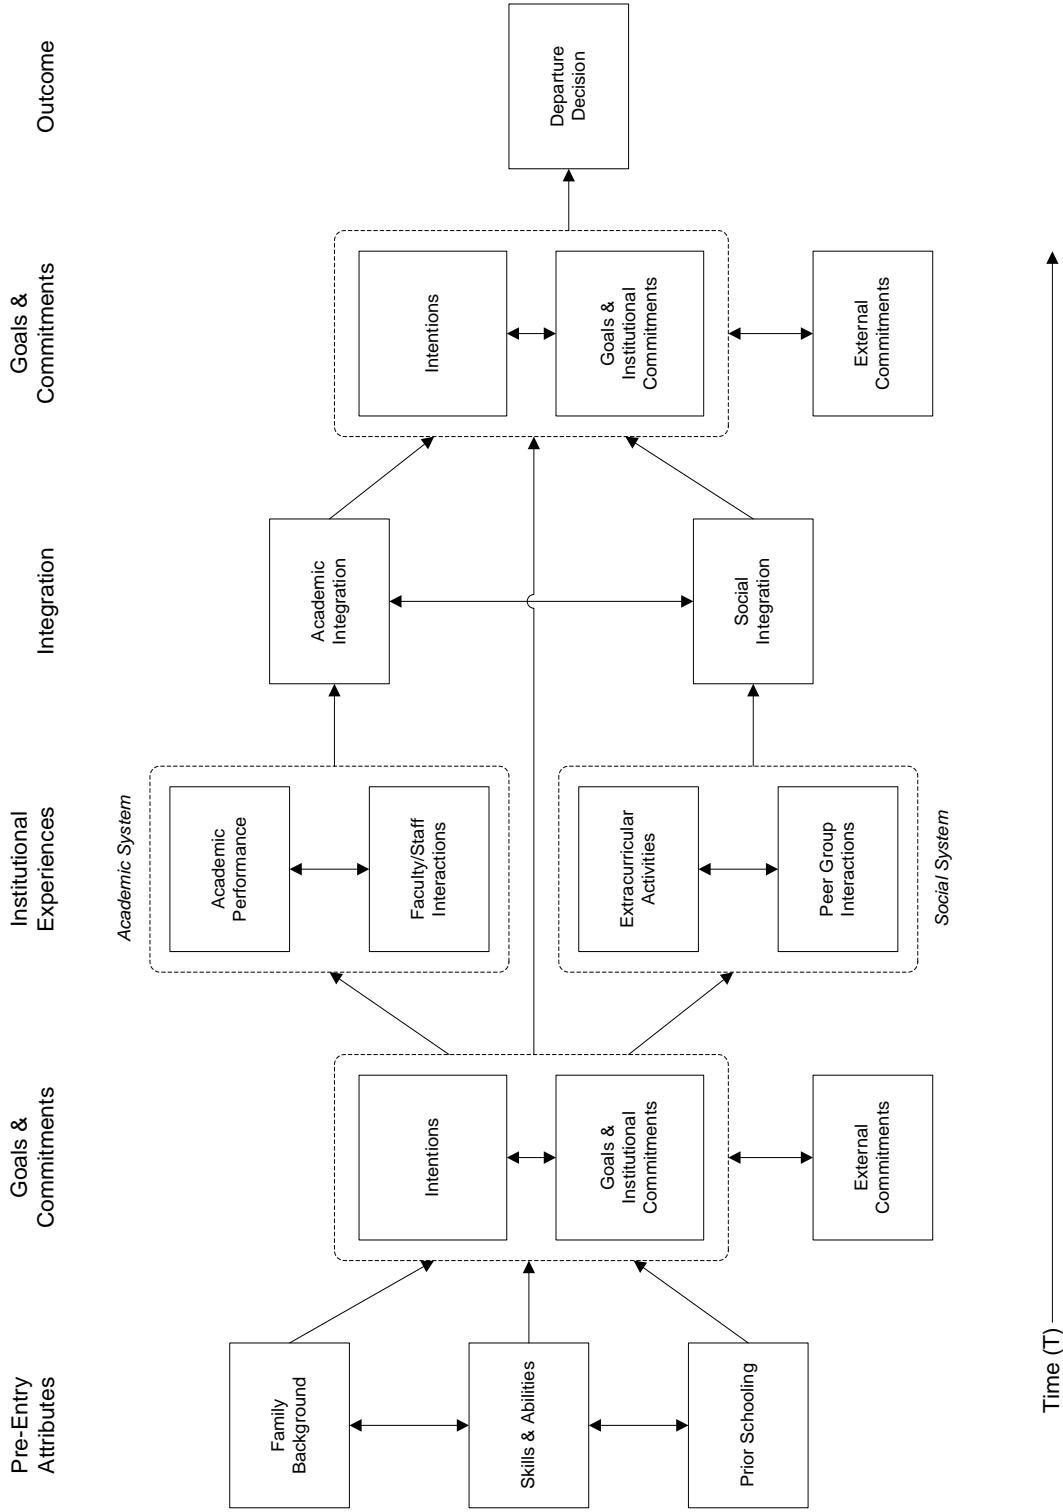 Pre-Entry
Attributes
Goals &
Commitments
Institutional
Experiences
Integration
Goals &
Commitments
Outcome
Family
Background
Skills & Abilities
Prior Schooling
Intentions
Goals &
Institutional
Commitments
External
Commitments
Academic System
Academic
Performance
Faculty/Staff
Interactions
Extracurricular
Activities
Peer Group
Interactions
Social System
Academic
Integration
Social
Integration
Intentions
Goals &
Institutional
Commitments
External
Commitments
Departure
Decision
Time (T)